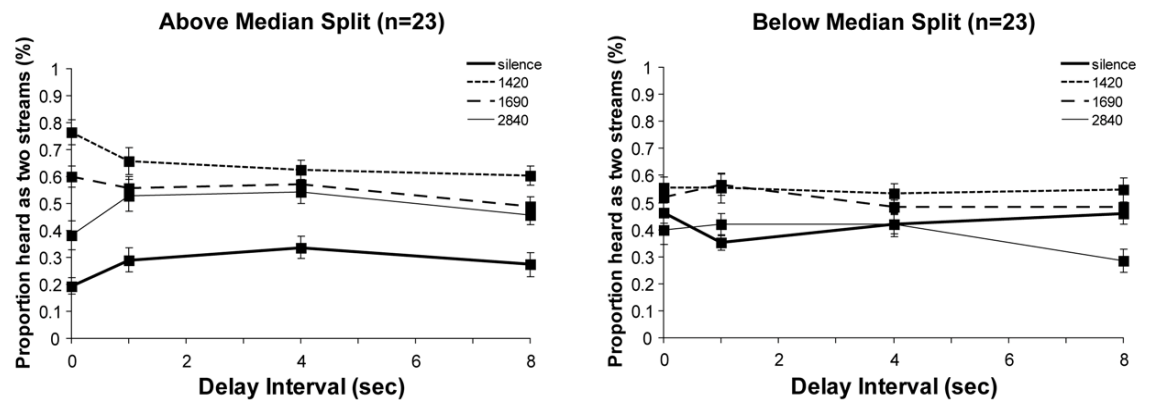 Above Median Split (n=23)
Proportion heard as two streams (%)
1
0.9
0.8
0.7
0.6
0.5
0.4
0.3
0.2
0.1
0
0 2 4 6 8
Delay Interval (sec)
silence
1420
1690
2840
Below Median Split (n=23)
Proportion heard as two streams (%)
1
0.9
0.8
0.7
0.6
0.5
0.4
0.3
0.2
0.1
0
0 2 4 6 8
Delay Interval (sec)
silence
1420
1690
2840